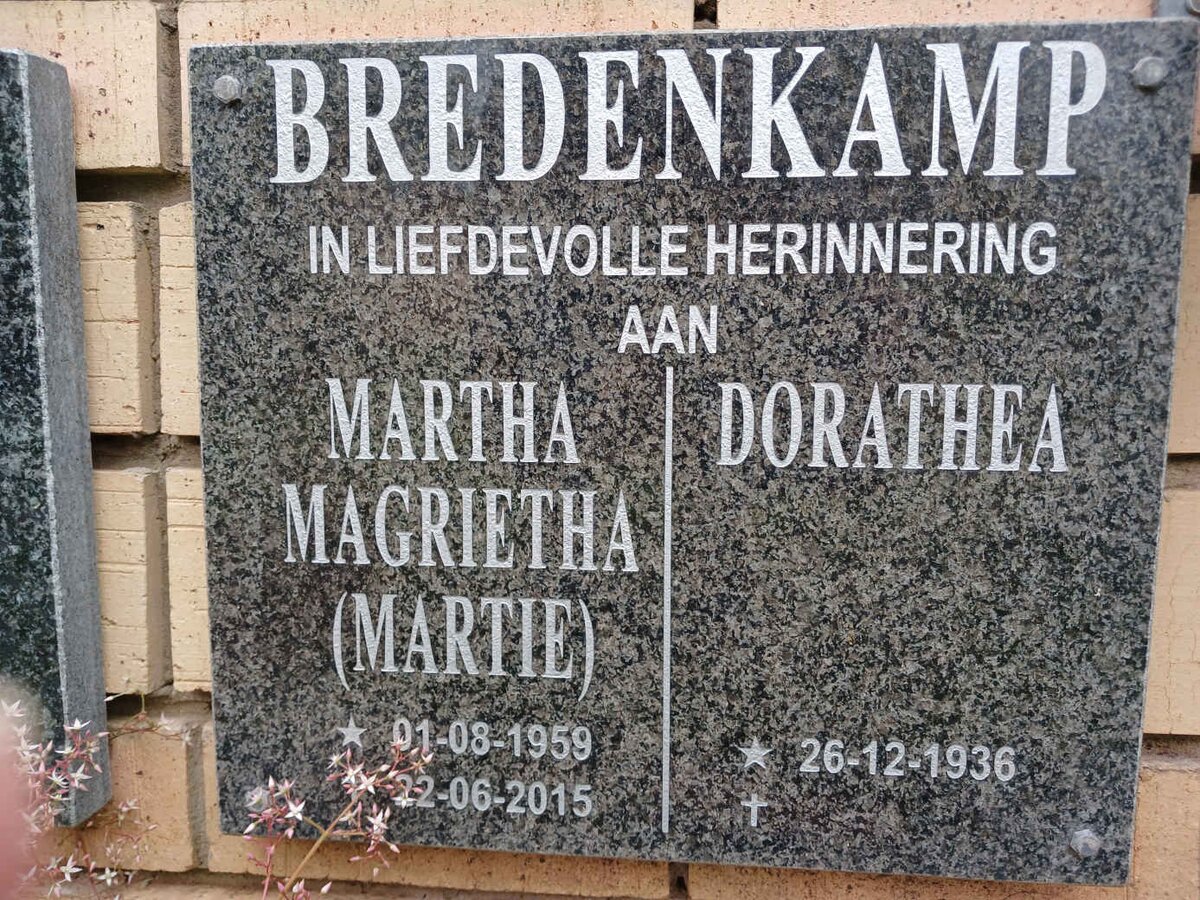 BREDENKAMP
IN LIEFDEVOLLE HERINNERING
AAN
MARTHA
MAGRIETHA
(MARTIE)
★ 01-08-1959
22-06-2015
DORATHEA
★ 26-12-1936
✝